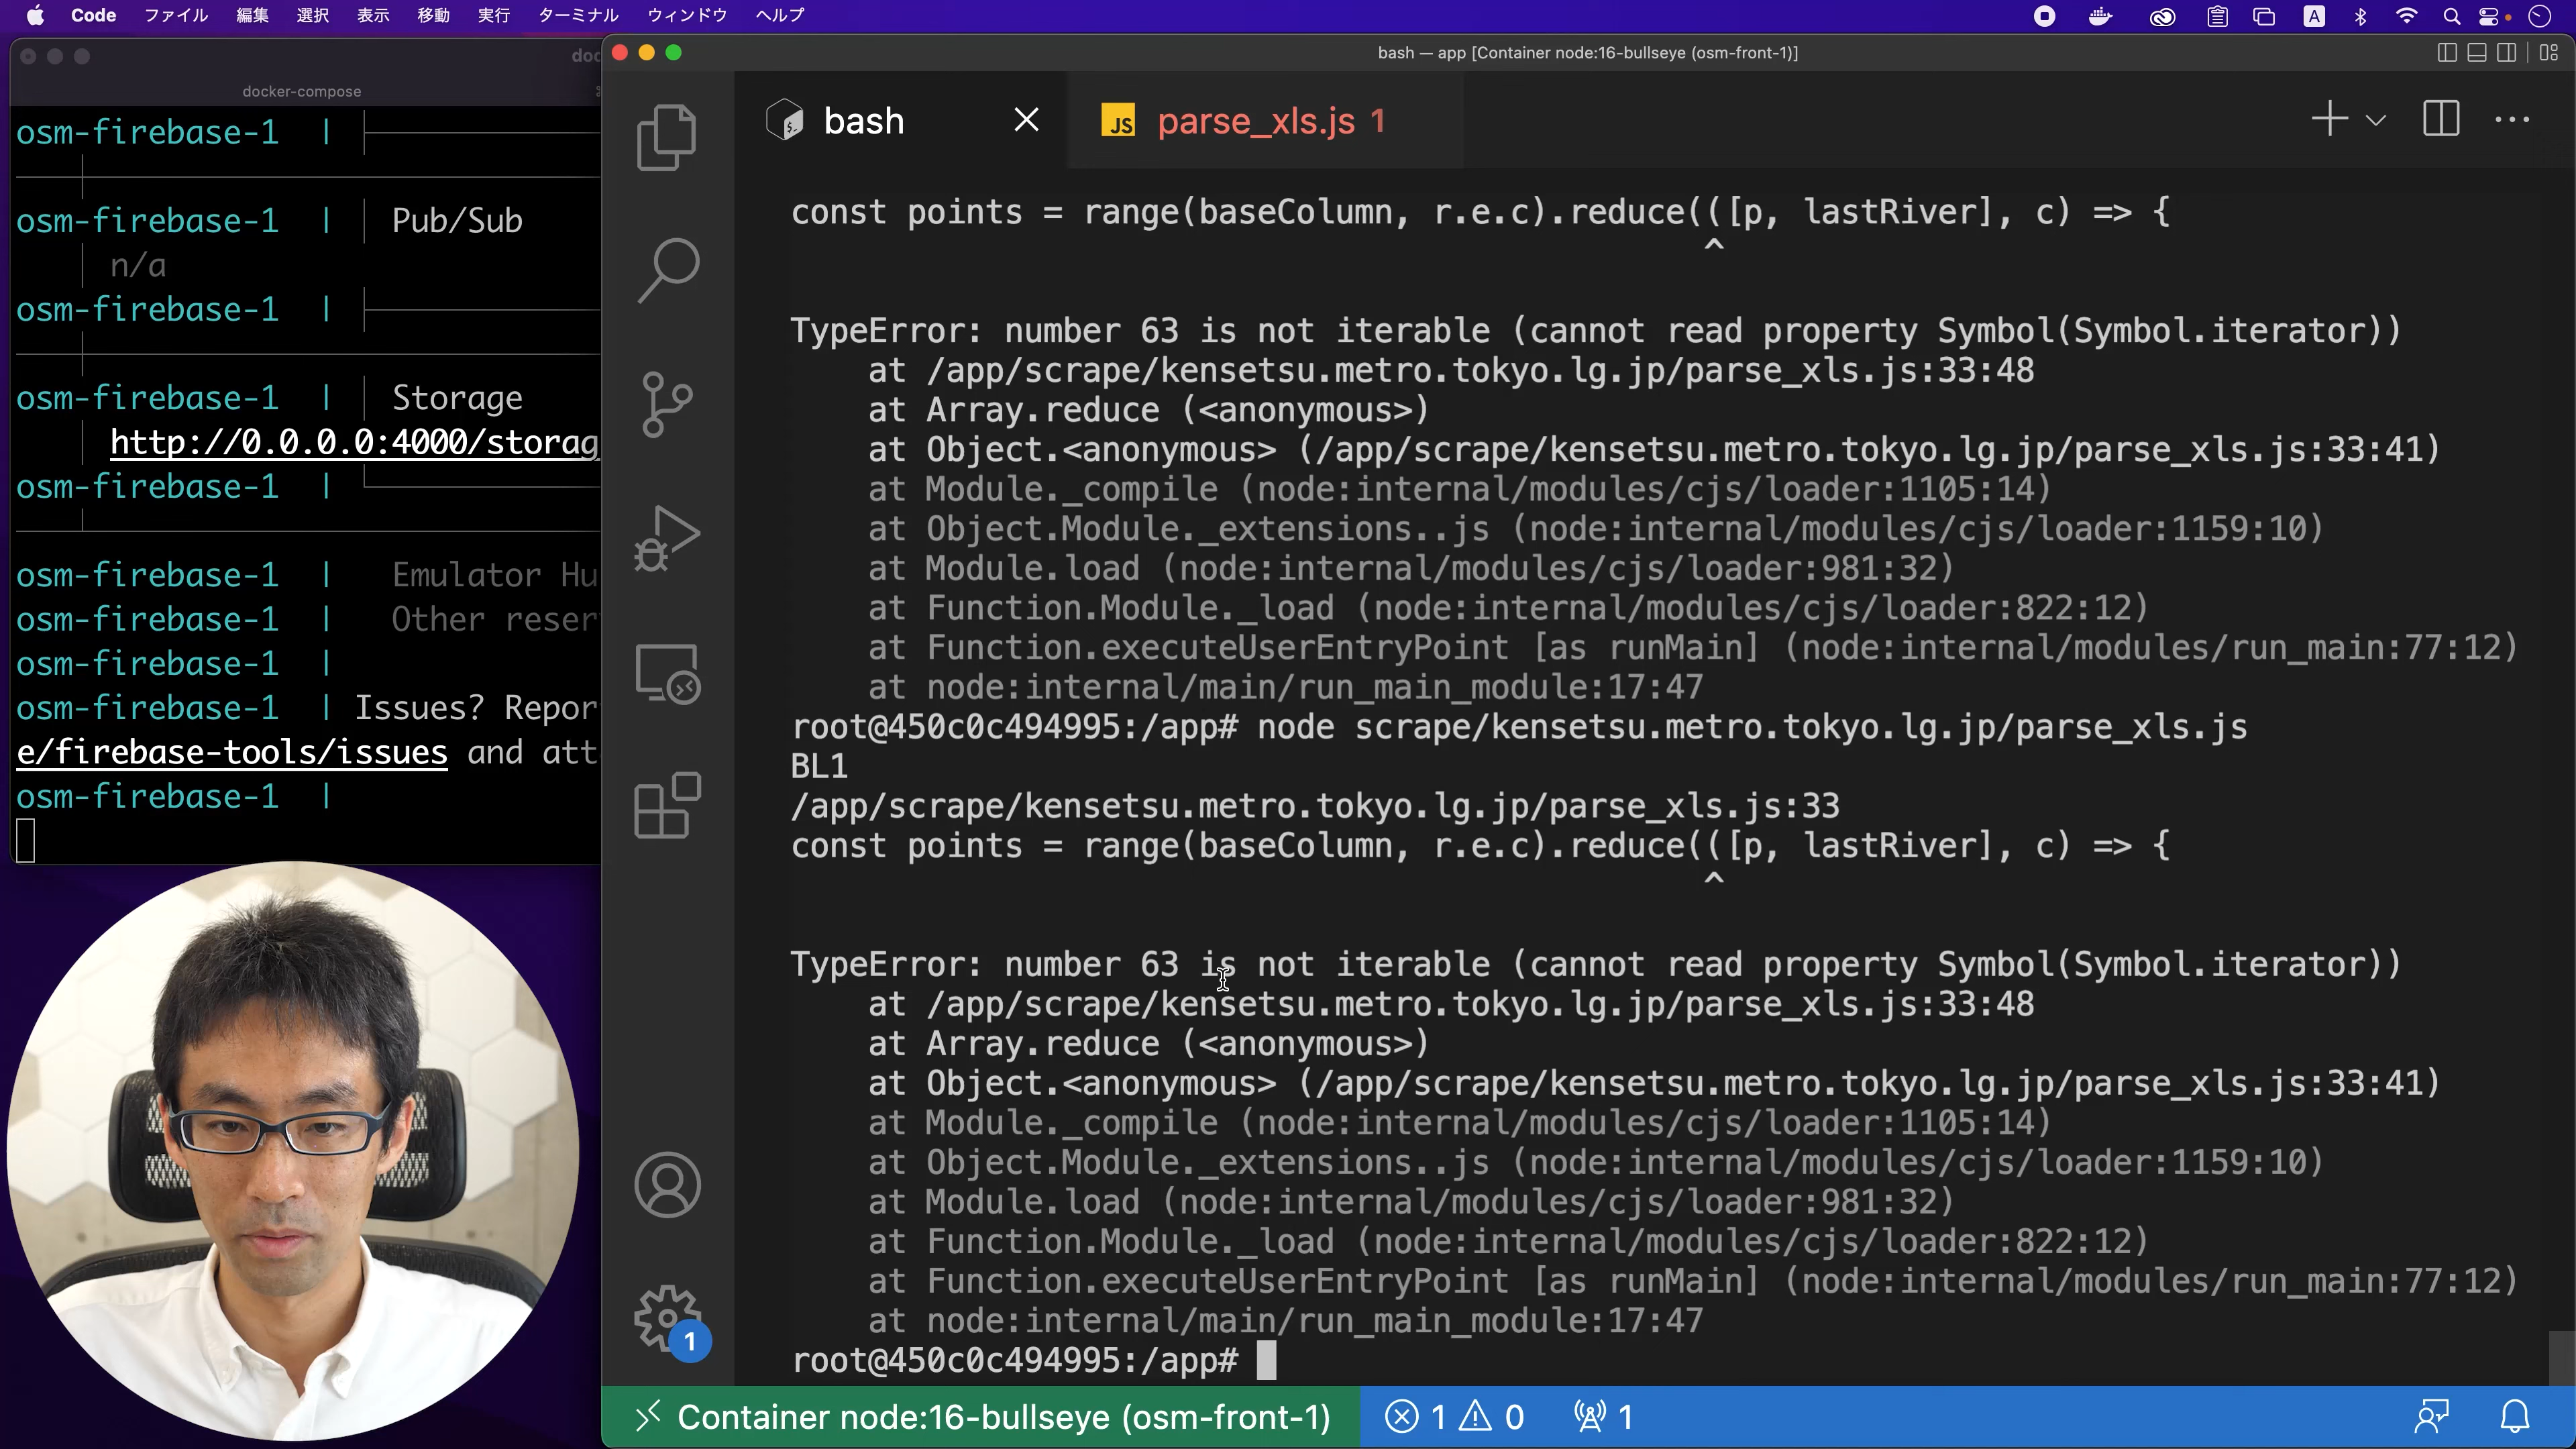 Code ファイル 編集 選択 表示 移動 実行 ターミナル ウィンドウ ヘルプ
A
docker-compose
osm-firebase-1 |
osm-firebase-1 | Pub/Sub
n/a
osm-firebase-1 |
osm-firebase-1 | Storage
http://0.0.0.0:4000/storag
osm-firebase-1 |
osm-firebase-1 | Emulator Hu
osm-firebase-1 | Other reser
osm-firebase-1 |
osm-firebase-1 | Issues? Repor
e/firebase-tools/issues and att
osm-firebase-1 |
bash — app [Container node:16-bullseye (osm-front-1)]
bash
JS parse_xls.js 1
const points = range(baseColumn, r.e.c).reduce(([p, lastRiver], c) => {
^
TypeError: number 63 is not iterable (cannot read property Symbol(Symbol.iterator))
at /app/scrape/kensetsu.metro.tokyo.lg.jp/parse_xls.js:33:48
at Array.reduce (<anonymous>)
at Object.<anonymous> (/app/scrape/kensetsu.metro.tokyo.lg.jp/parse_xls.js:33:41)
at Module._compile (node:internal/modules/cjs/loader:1105:14)
at Object.Module._extensions..js (node:internal/modules/cjs/loader:1159:10)
at Module.load (node:internal/modules/cjs/loader:981:32)
at Function.Module._load (node:internal/modules/cjs/loader:822:12)
at Function.executeUserEntryPoint [as runMain] (node:internal/modules/run_main:77:12)
at node:internal/main/run_main_module:17:47
root@450c0c494995:/app# node scrape/kensetsu.metro.tokyo.lg.jp/parse_xls.js
BL1
/app/scrape/kensetsu.metro.tokyo.lg.jp/parse_xls.js:33
const points = range(baseColumn, r.e.c).reduce(([p, lastRiver], c) => {
^
TypeError: number 63 is not iterable (cannot read property Symbol(Symbol.iterator))
at /app/scrape/kensetsu.metro.tokyo.lg.jp/parse_xls.js:33:48
at Array.reduce (<anonymous>)
at Object.<anonymous> (/app/scrape/kensetsu.metro.tokyo.lg.jp/parse_xls.js:33:41)
at Module._compile (node:internal/modules/cjs/loader:1105:14)
at Object.Module._extensions..js (node:internal/modules/cjs/loader:1159:10)
at Module.load (node:internal/modules/cjs/loader:981:32)
at Function.Module._load (node:internal/modules/cjs/loader:822:12)
at Function.executeUserEntryPoint [as runMain] (node:internal/modules/run_main:77:12)
at node:internal/main/run_main_module:17:47
root@450c0c494995:/app#
1
Container node:16-bullseye (osm-front-1) 1 0 1